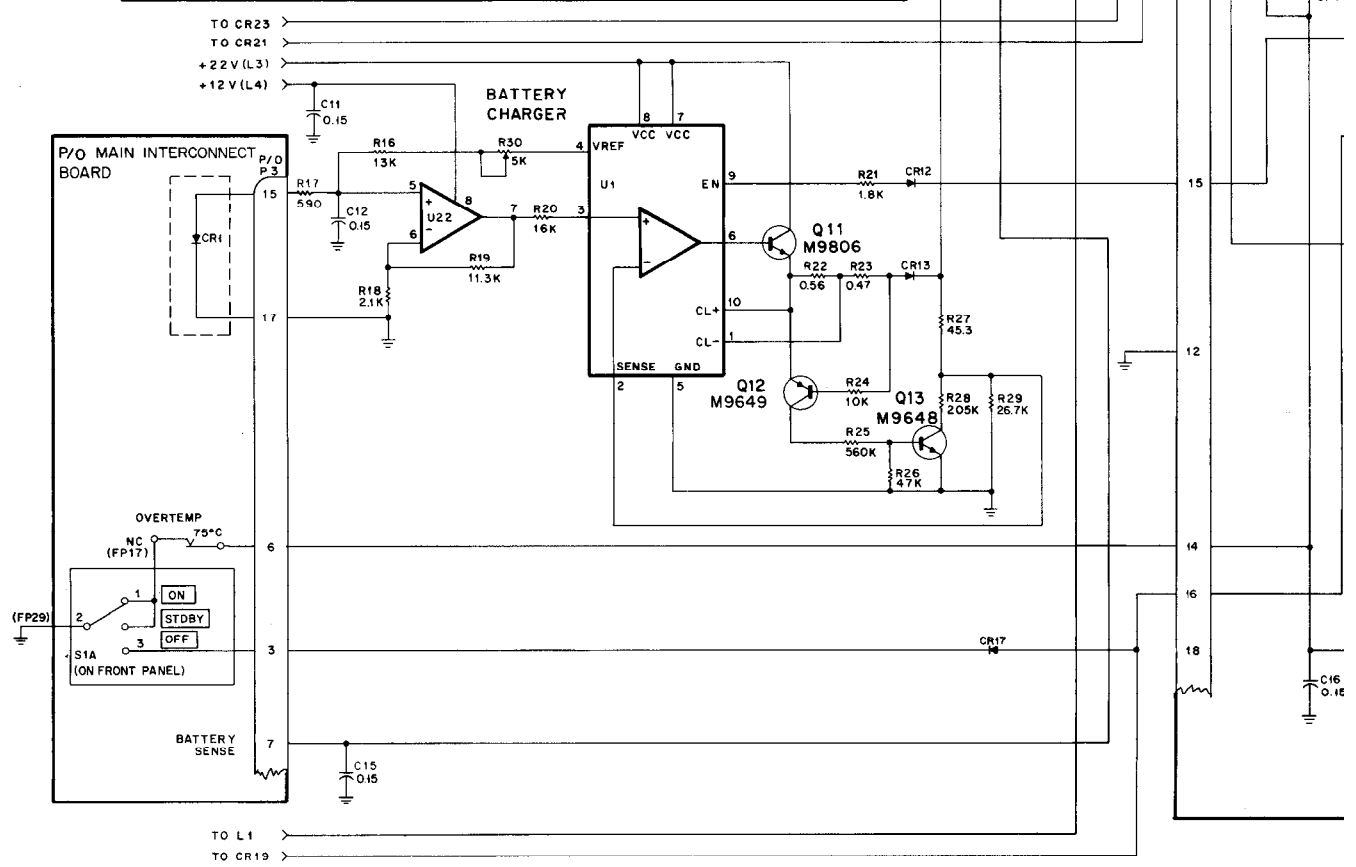 TO CR23
TO CR21
+22V(L3)
+12V(L4)
C11
0.15
BATTERY
CHARGER
8
7
VCC
VCC
P/O MAIN INTERCONNECT
BOARD
P/O
P3
R16
13K
R30
5K
4
VREF
U1
EN
9
R21
1.8K
CR12
15
15
R17
590
5
+
U22
-
6
8
7
R20
16K
3
+
-
6
Q11
M9806
C12
0.15
CR1
R19
11.3K
R18
2.1K
17
R22
0.56
R23
0.47
CR13
CL+
10
CL-
1
R27
45.3
12
SENSE
GND
2
5
Q12
M9649
R24
10K
Q13
M9648
R28
205K
R29
26.7K
R25
560K
R26
47K
OVERTEMP
75°C
NC
(FP17)
6
14
1
ON
STDBY
OFF
(FP29)
2
3
S1A
(ON FRONT PANEL)
3
CR17
16
18
C16
BATTERY
SENSE
7
C15
0.15
TO L1
TO CR19